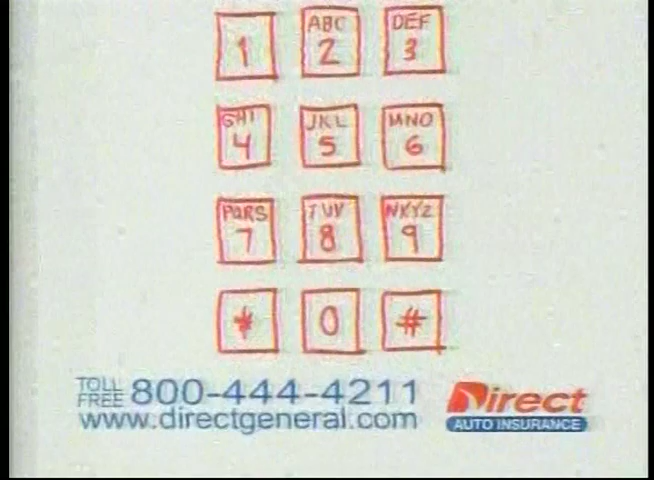 ABC DEF
1 2 3
GHI JKL MNO
4 5 6
PQRS TUV WXYZ
7 8 9
* 0 #
TOLL FREE 800-444-4211
www.directgeneral.com
Direct
AUTO INSURANCE